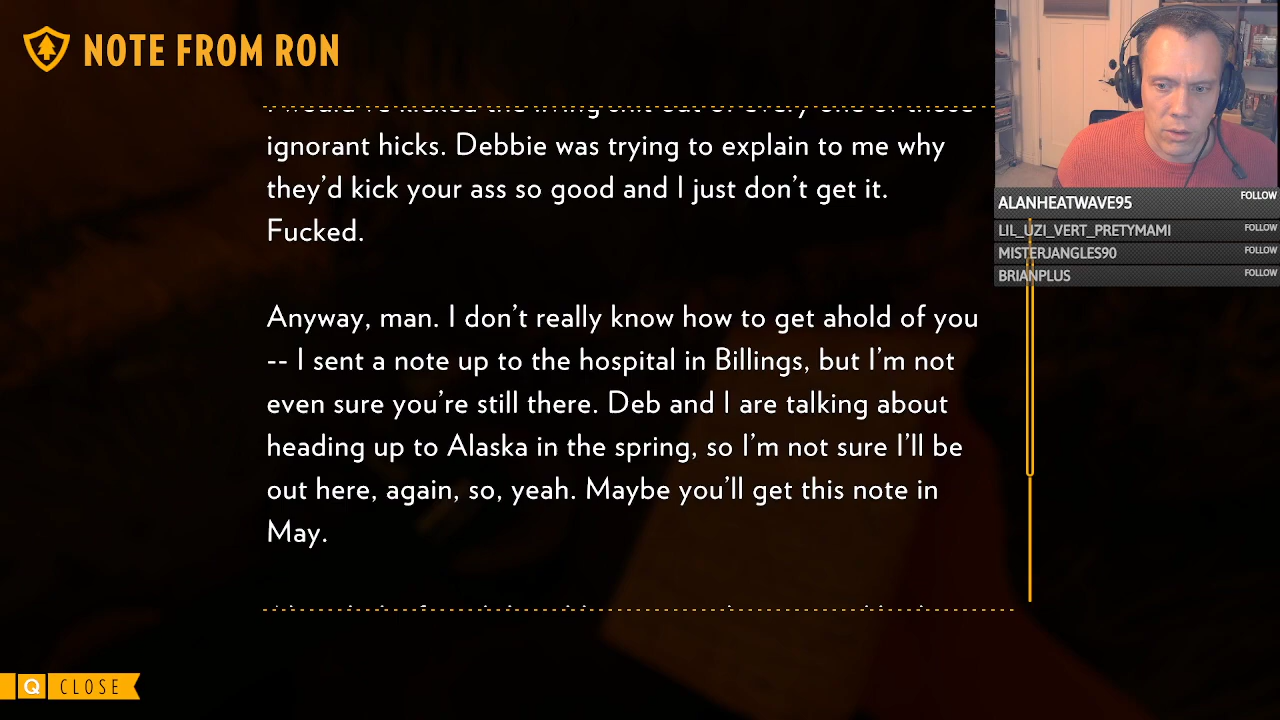 NOTE FROM RON
ignorant hicks. Debbie was trying to explain to me why
they'd kick your ass so good and I just don't get it.
Fucked.
Anyway, man. I don't really know how to get ahold of you
-- I sent a note up to the hospital in Billings, but I'm not
even sure you're still there. Deb and I are talking about
heading up to Alaska in the spring, so I'm not sure I'll be
out here, again, so, yeah. Maybe you'll get this note in
May.
Q CLOSE
ALANHEATWAVE95 FOLLOW
LIL_UZI_VERT_PRETYMAMI FOLLOW
MISTERJANGLES90 FOLLOW
BRIANPLUS FOLLOW